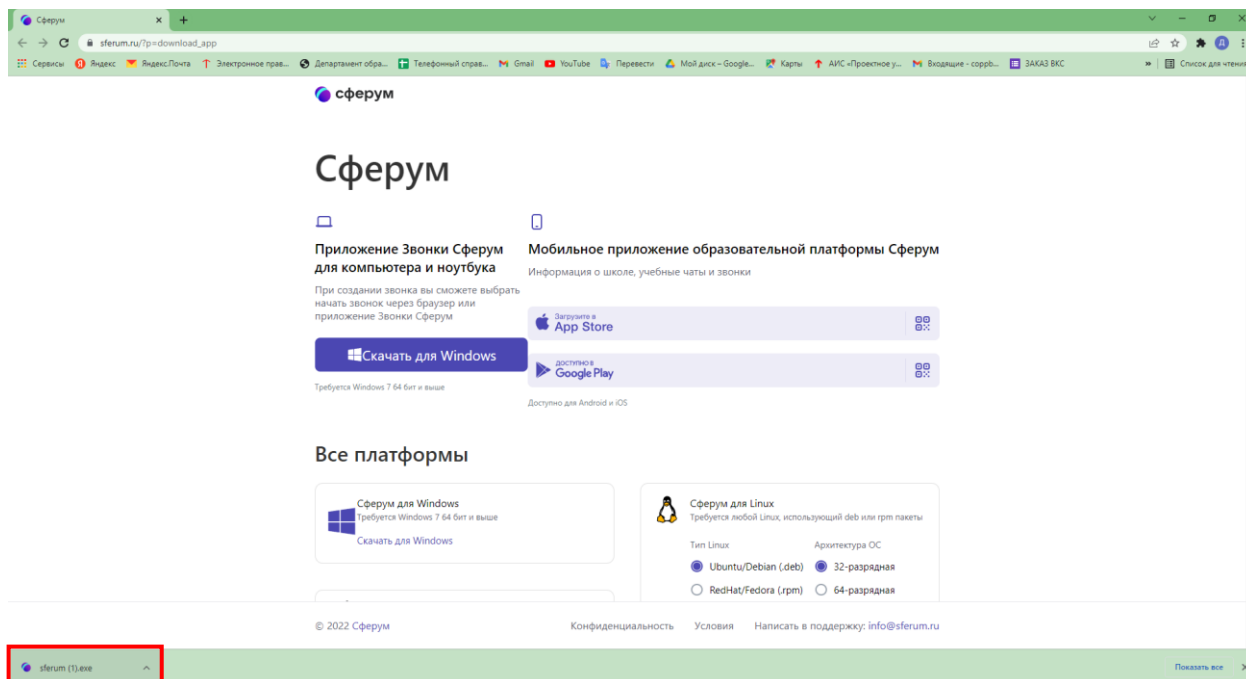 Сферум
sferum.ru/?p=download_app
Сервисы Яндекс Яндекс.Почта Электронное прав... Департамент обра... Телефонный справ... Gmail YouTube Перевести Мой диск – Google... Карты АИС «Проектное у... Входящие - coppb... ЗАКАЗ ВКС » Список для чтения
сферум
Сферум
Приложение Звонки Сферум
для компьютера и ноутбука
При создании звонка вы сможете выбрать
начать звонок через браузер или
приложение Звонки Сферум
Скачать для Windows
Требуется Windows 7 64 бит и выше
Мобильное приложение образовательной платформы Сферум
Информация о школе, учебные чаты и звонки
Загрузите в
App Store
ДОСТУПНО В
Google Play
Доступно для Android и iOS
Все платформы
Сферум для Windows
Требуется Windows 7 64 бит и выше
Скачать для Windows
Сферум для Linux
Требуется любой Linux, использующий deb или rpm пакеты
Тип Linux Архитектура ОС
Ubuntu/Debian (.deb) 32-разрядная
RedHat/Fedora (.rpm) 64-разрядная
© 2022 Сферум Конфиденциальность Условия Написать в поддержку: info@sferum.ru
sferum (1).exe Показать все